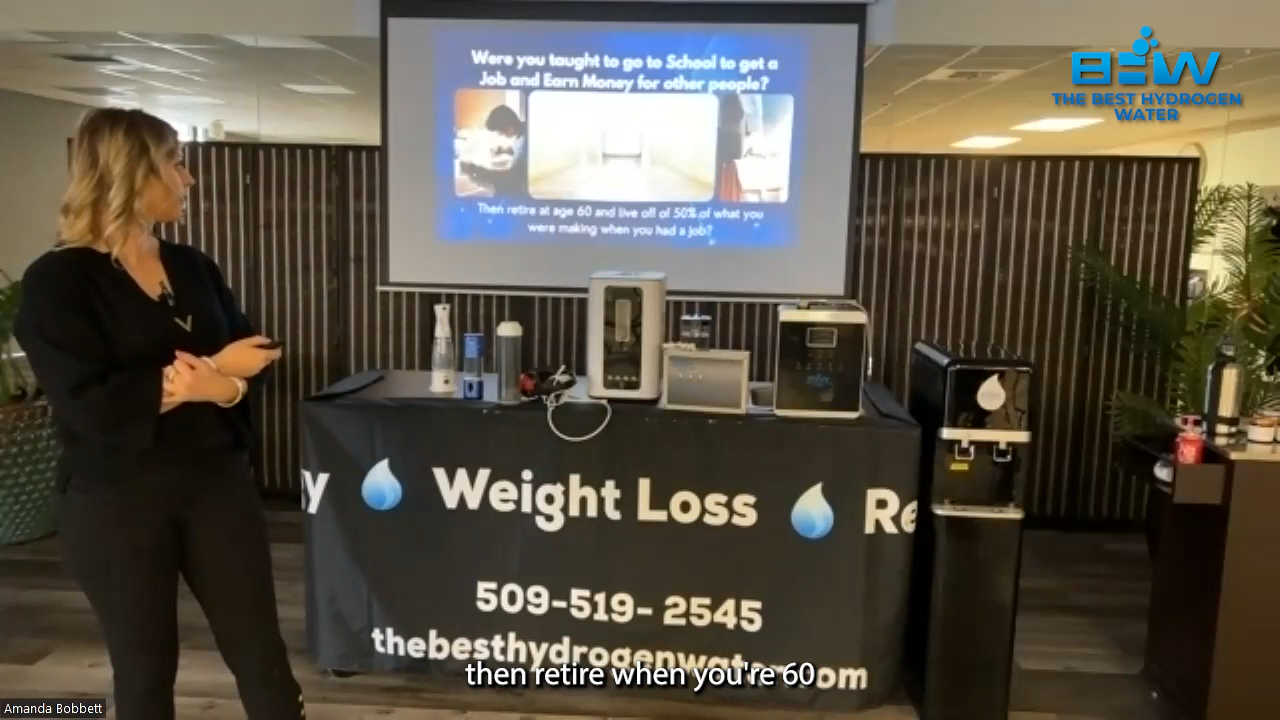 Were you taught to go to School to get a
Job and Earn Money for other people?
Then retire at age 60 and live off of 50% of what you
were making when you had a job?
BEW
THE BEST HYDROGEN
WATER
Weight Loss
509-519- 2545
thebesthydrogenwater.com
then retire when you're 60
Amanda Bobbett